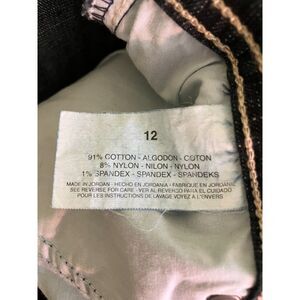 12
91% COTTON - ALGODON - COTON
8% NYLON - NILON - NYLON
1% SPANDEX - SPANDEX - SPANDEKS
MADE IN JORDAN - HECHO EN JORDANIA - FABRIQUE EN JORDANIE
SEE REVERSE FOR CARE - VER AL REVERSO PARA EL CUIDADO
POUR LES INSTRUCTIONS DE LAVAGE VOYEZ A L'ENVERS